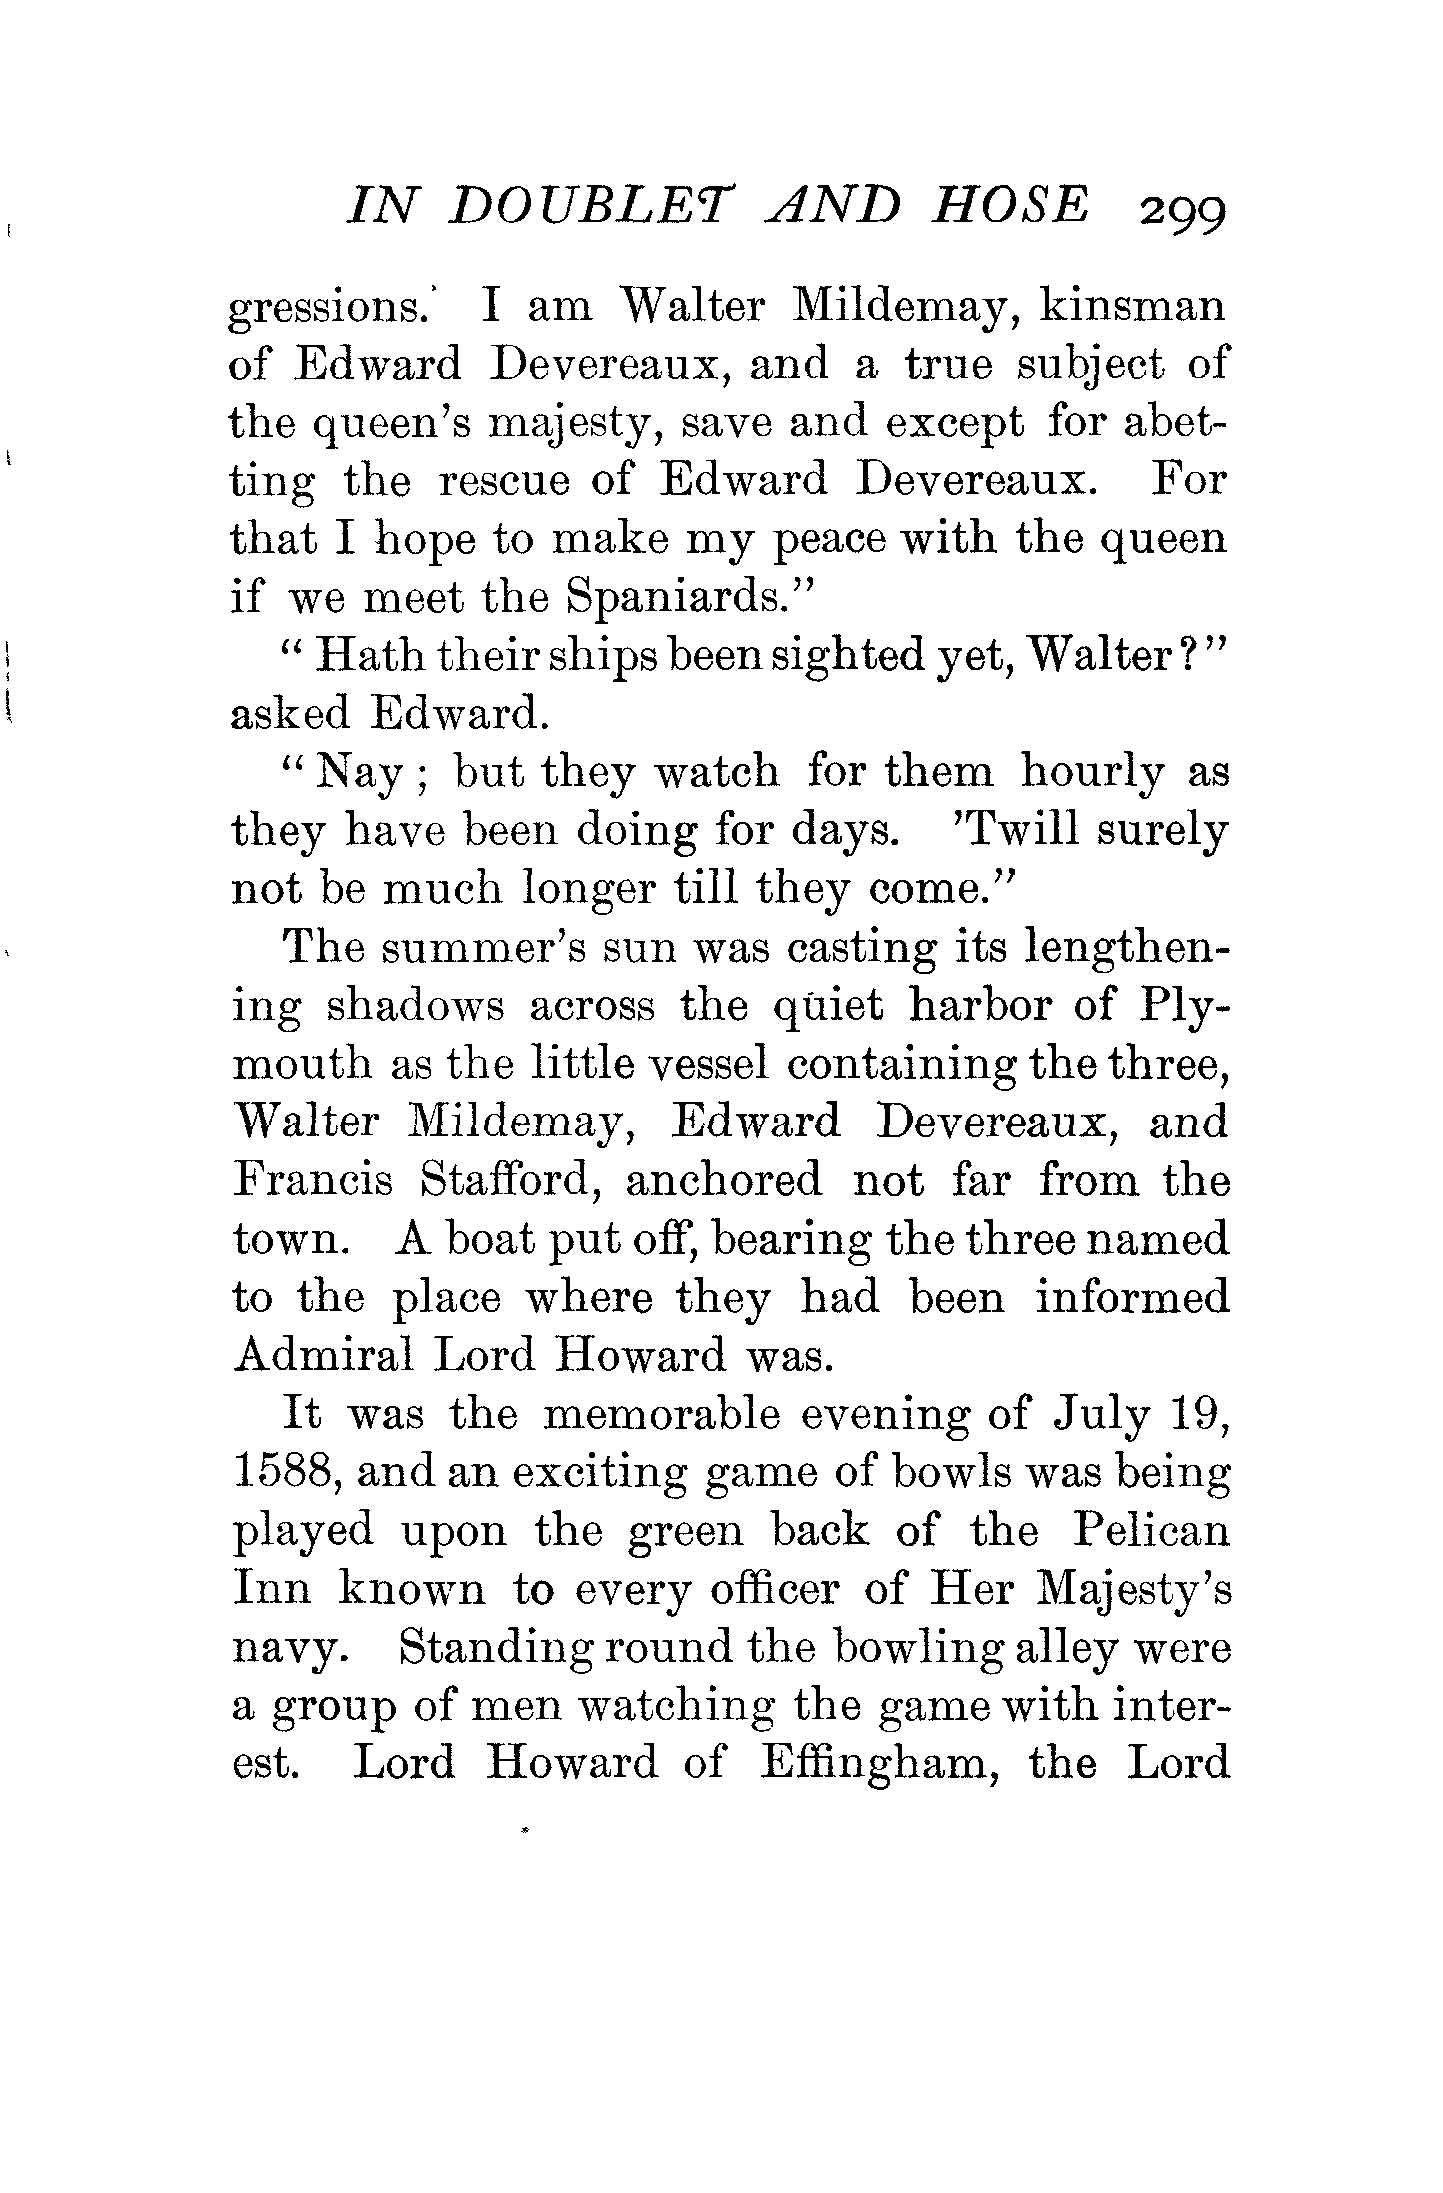 IN DOUBLET AND HOSE 299
gressions. I am Walter Mildemay, kinsman
of Edward Devereaux, and a true subject of
the queen's majesty, save and except for abet-
ting the rescue of Edward Devereaux. For
that I hope to make my peace with the queen
if we meet the Spaniards."
"Hath their ships been sighted yet, Walter?"
asked Edward.
"Nay; but they watch for them hourly as
they have been doing for days. 'Twill surely
not be much longer till they come."
The summer's sun was casting its lengthen-
ing shadows across the quiet harbor of Ply-
mouth as the little vessel containing the three,
Walter Mildemay, Edward Devereaux, and
Francis Stafford, anchored not far from the
town. A boat put off, bearing the three named
to the place where they had been informed
Admiral Lord Howard was.
It was the memorable evening of July 19,
1588, and an exciting game of bowls was being
played upon the green back of the Pelican
Inn known to every officer of Her Majesty's
navy. Standing round the bowling alley were
a group of men watching the game with inter-
est. Lord Howard of Effingham, the Lord